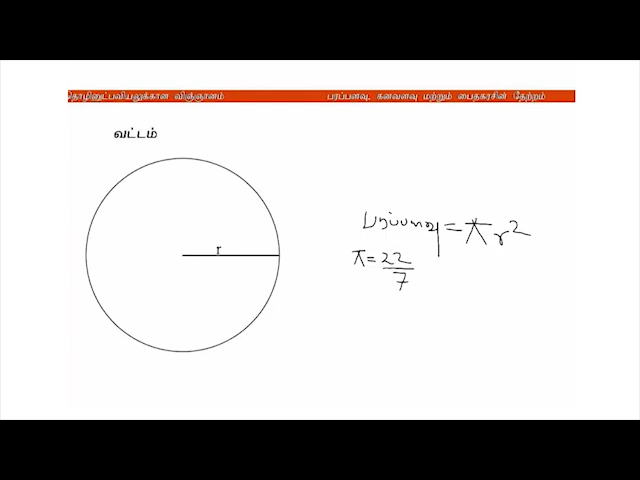 தொழினுட்பவியலுக்கான விஞ்ஞானம் பரப்பளவு, கனவளவு மற்றும் பைதகரசின் தேற்றம்
வட்டம்
r
பரப்பளவு = π r²
π = 22/7